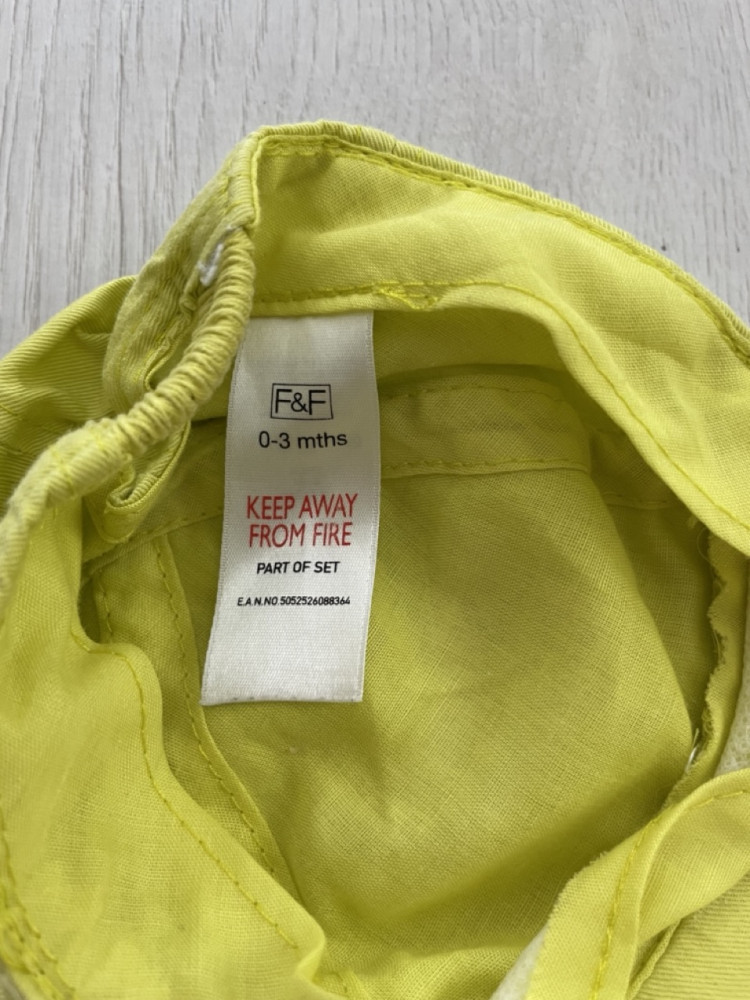 F&F
0-3 mths
KEEP AWAY
FROM FIRE
PART OF SET
E.A.N.NO.5052526088364